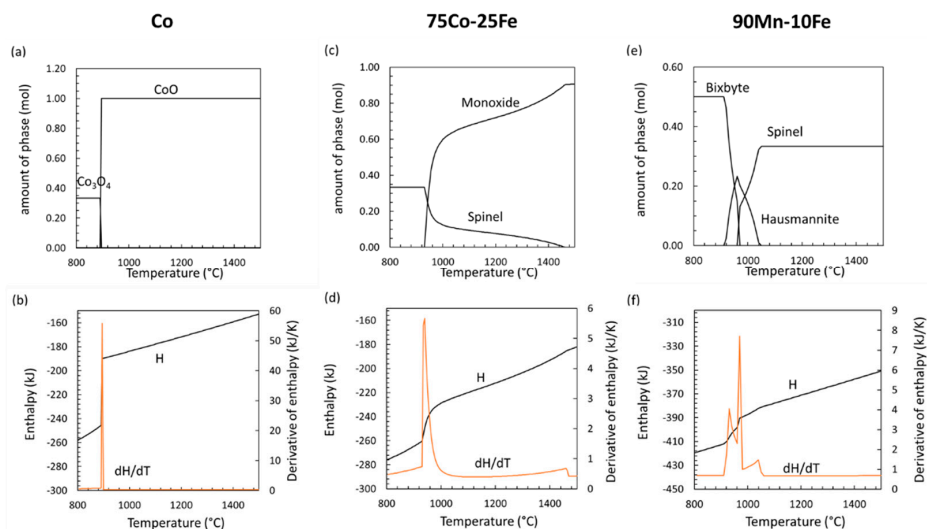 Co
75Co-25Fe
90Mn-10Fe
(a)
1.20
1.00
0.80
0.60
0.40
0.20
0.00
amount of phase (mol)
CoO
Co3O4
800 1000 1200 1400
Temperature (°C)
(c)
1.00
0.80
0.60
0.40
0.20
0.00
amount of phase (mol)
Monoxide
Spinel
800 1000 1200 1400
Temperature (°C)
(e)
0.60
0.40
0.20
0.00
amount of phase (mol)
Bixbyte
Spinel
Hausmannite
800 1000 1200 1400
Temperature (°C)
(b)
-160
-180
-200
-220
-240
-260
-280
-300
Enthalpy (kJ)
H
dH/dT
60
50
40
30
20
10
0
Derivative of enthalpy (kJ/K)
800 1000 1200 1400
Temperature (°C)
(d)
-160
-180
-200
-220
-240
-260
-280
-300
Enthalpy (kJ)
H
dH/dT
6
5
4
3
2
1
0
Derivative of enthalpy (kJ/K)
800 1000 1200 1400
Temperature (°C)
(f)
-300
-330
-360
-390
-420
-450
Enthalpy (kJ)
H
dH/dT
9
8
7
6
5
4
3
2
1
0
Derivative of enthalpy (kJ/K)
800 1000 1200 1400
Temperature (°C)